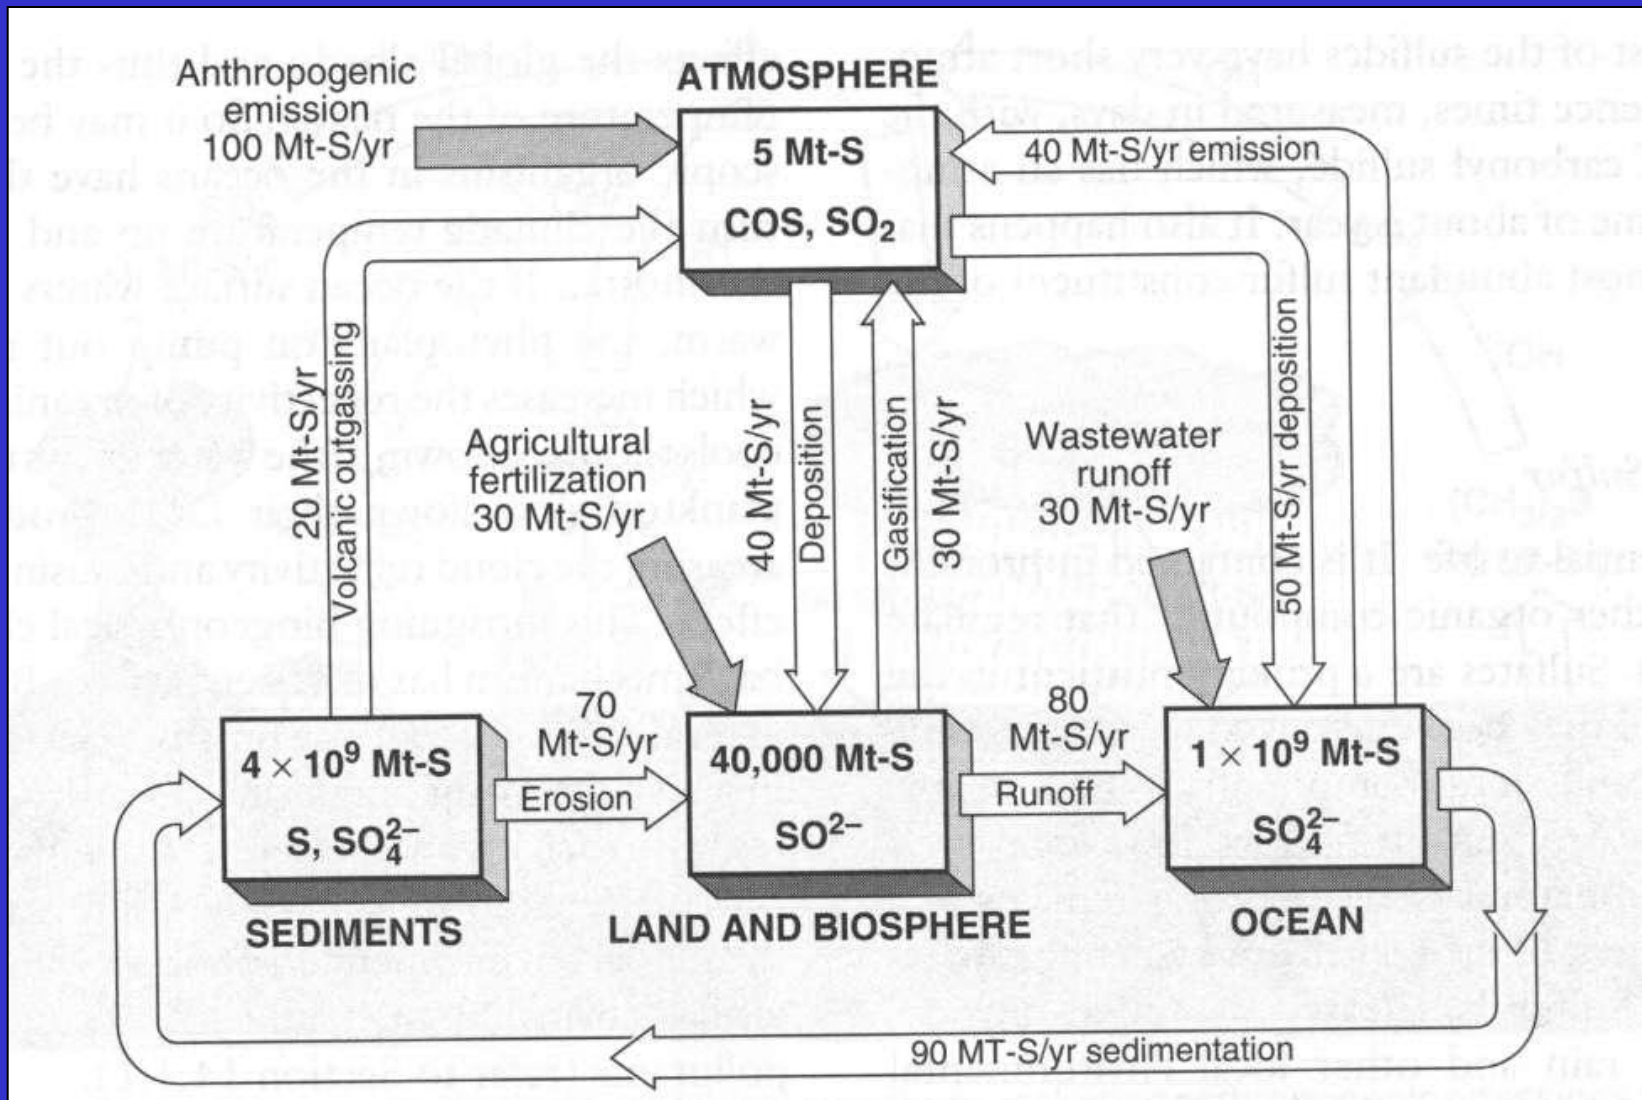 Anthropogenic
emission
100 Mt-S/yr
ATMOSPHERE
5 Mt-S
COS, SO₂
40 Mt-S/yr emission
20 Mt-S/yr
Volcanic outgassing
Agricultural
fertilization
30 Mt-S/yr
40 Mt-S/yr
Deposition
Gasification
30 Mt-S/yr
Wastewater
runoff
30 Mt-S/yr
50 Mt-S/yr deposition
4 × 10⁹ Mt-S
S, SO₄²⁻
SEDIMENTS
70
Mt-S/yr
Erosion
40,000 Mt-S
SO²⁻
LAND AND BIOSPHERE
80
Mt-S/yr
Runoff
1 × 10⁹ Mt-S
SO₄²⁻
OCEAN
90 MT-S/yr sedimentation